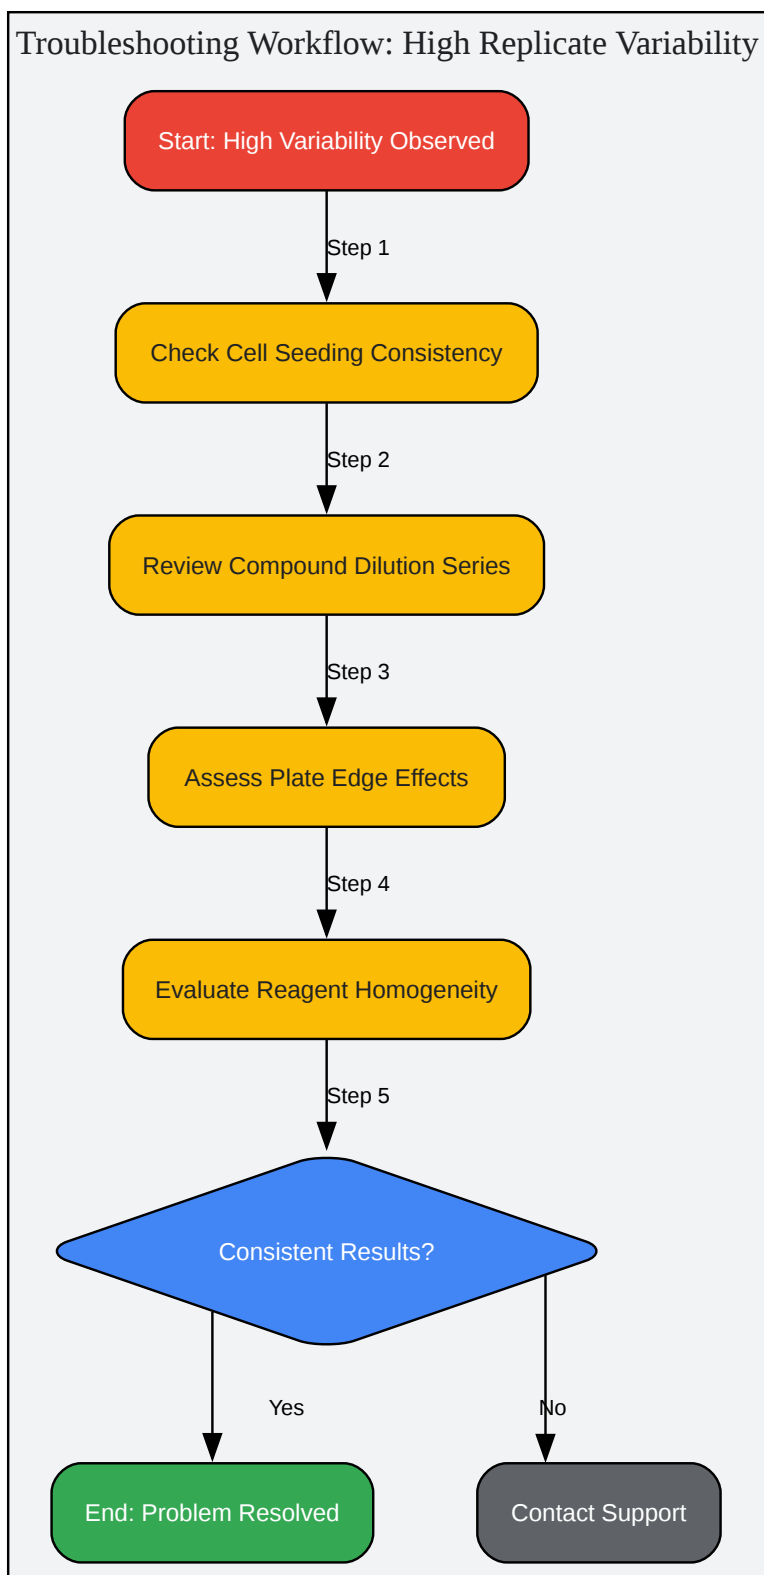 Troubleshooting Workflow: High Replicate Variability
Start: High Variability Observed
Step 1
Check Cell Seeding Consistency
Step 2
Review Compound Dilution Series
Step 3
Assess Plate Edge Effects
Step 4
Evaluate Reagent Homogeneity
Step 5
Consistent Results?
Yes
No
End: Problem Resolved
Contact Support